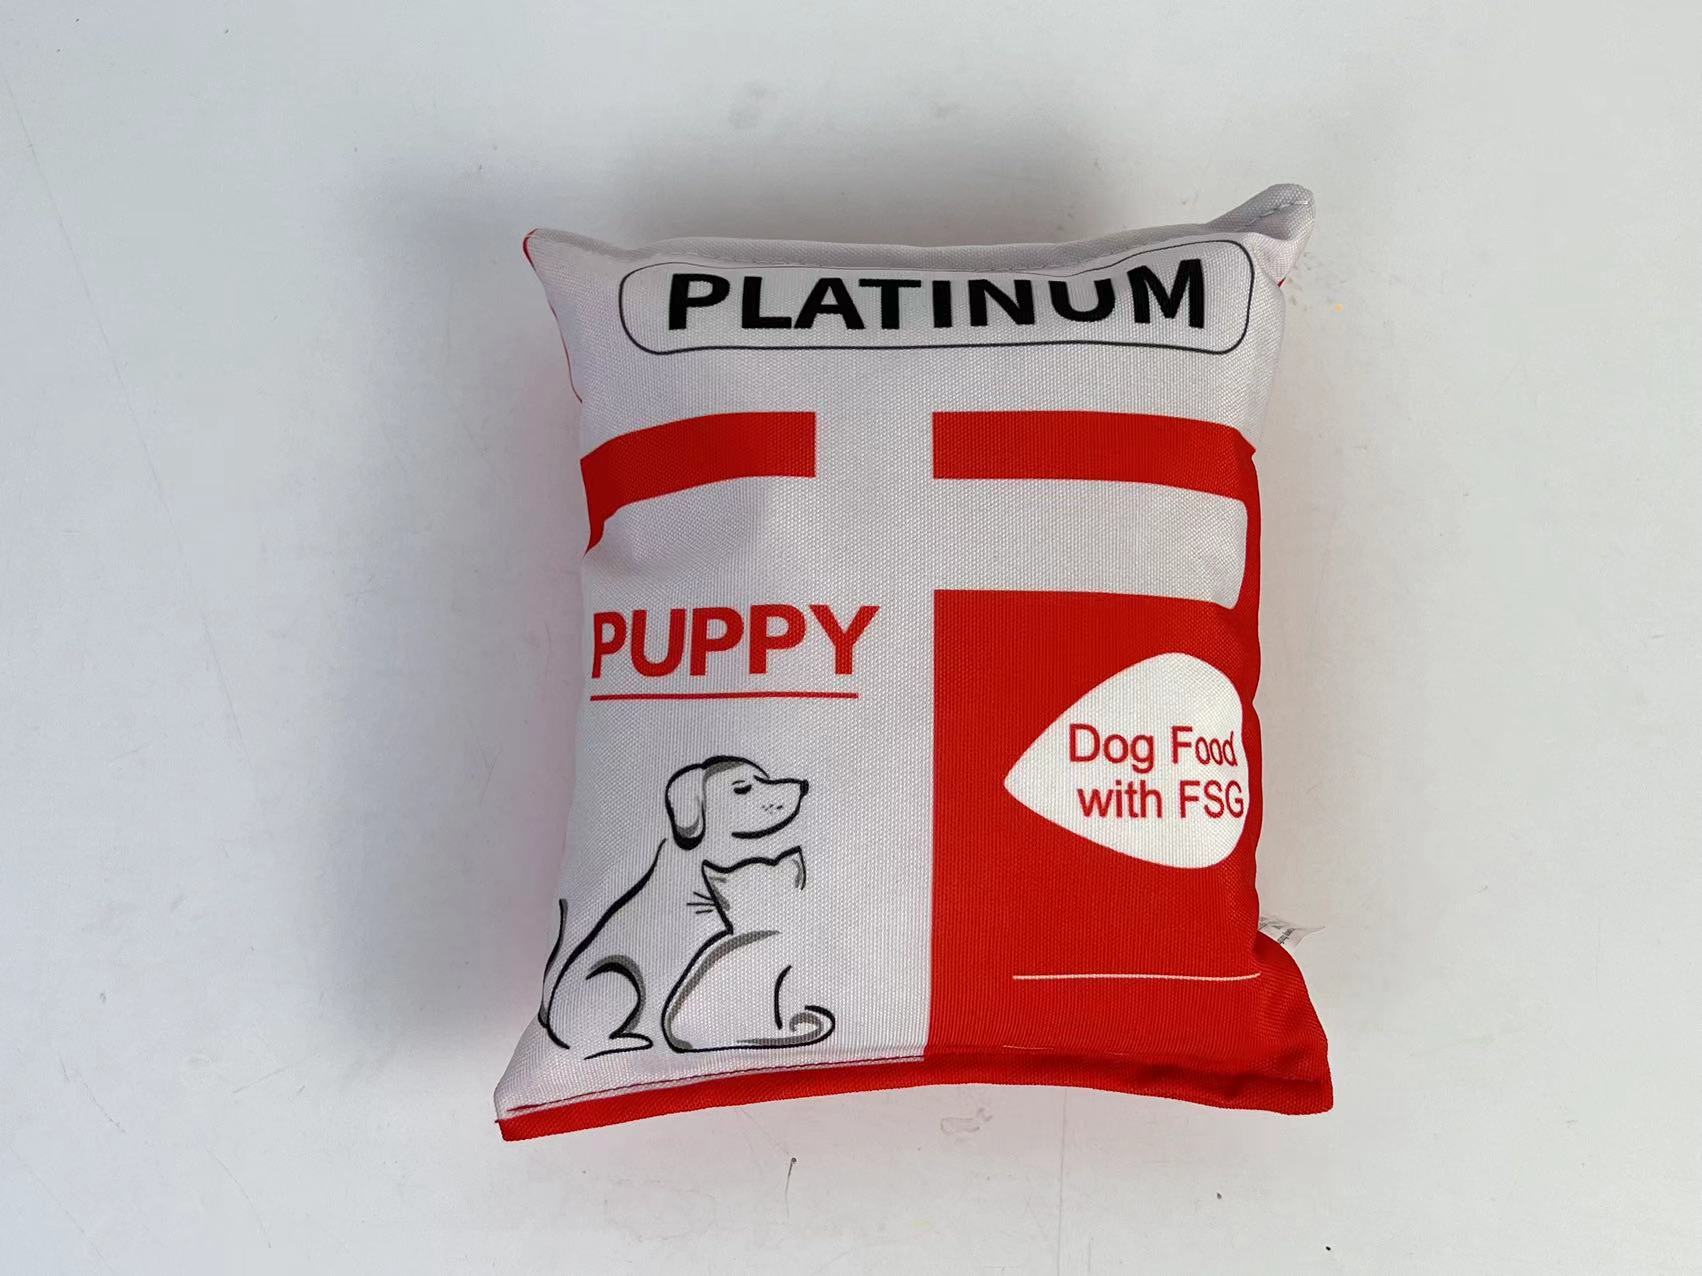 PLATINUM
PUPPY
Dog Food
with FSG